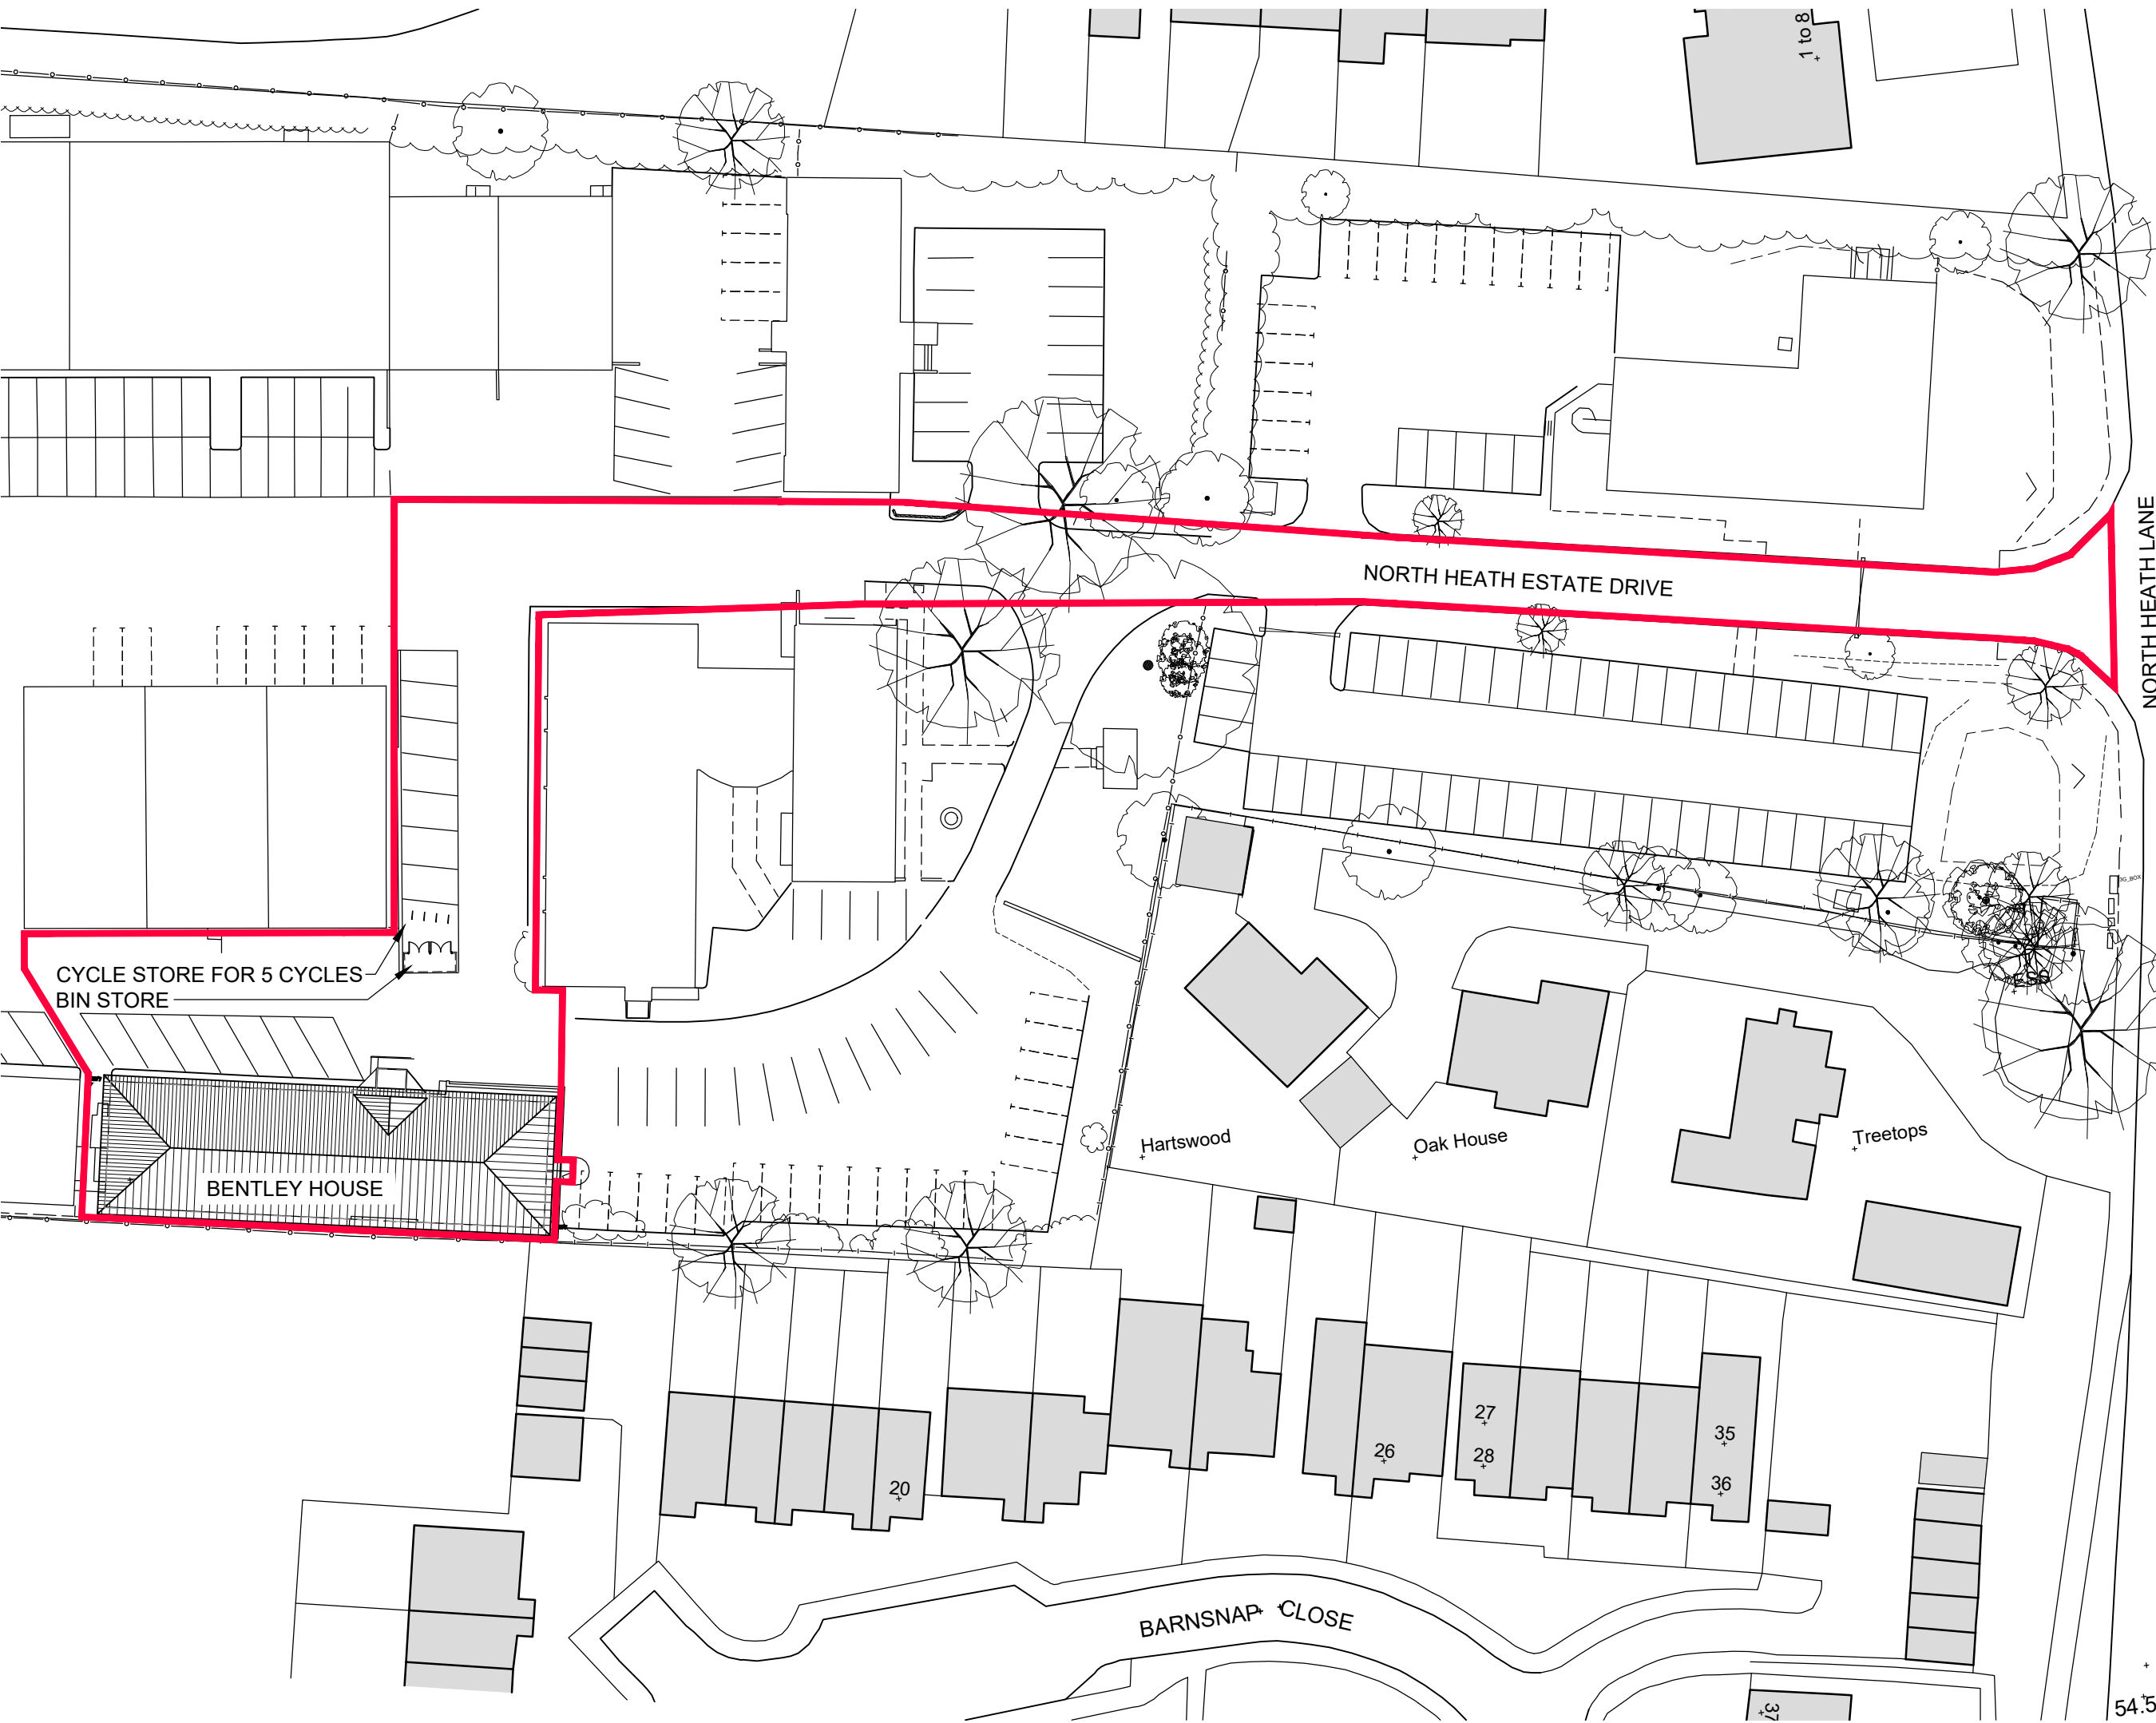 1 to 8
NORTH HEATH LANE
NORTH HEATH ESTATE DRIVE
CYCLE STORE FOR 5 CYCLES
BIN STORE
ESS
Hartswood
Oak House
Treetops
BENTLEY HOUSE
27
28
35
36
26
20
BARNSNAP CLOSE
37
54.5